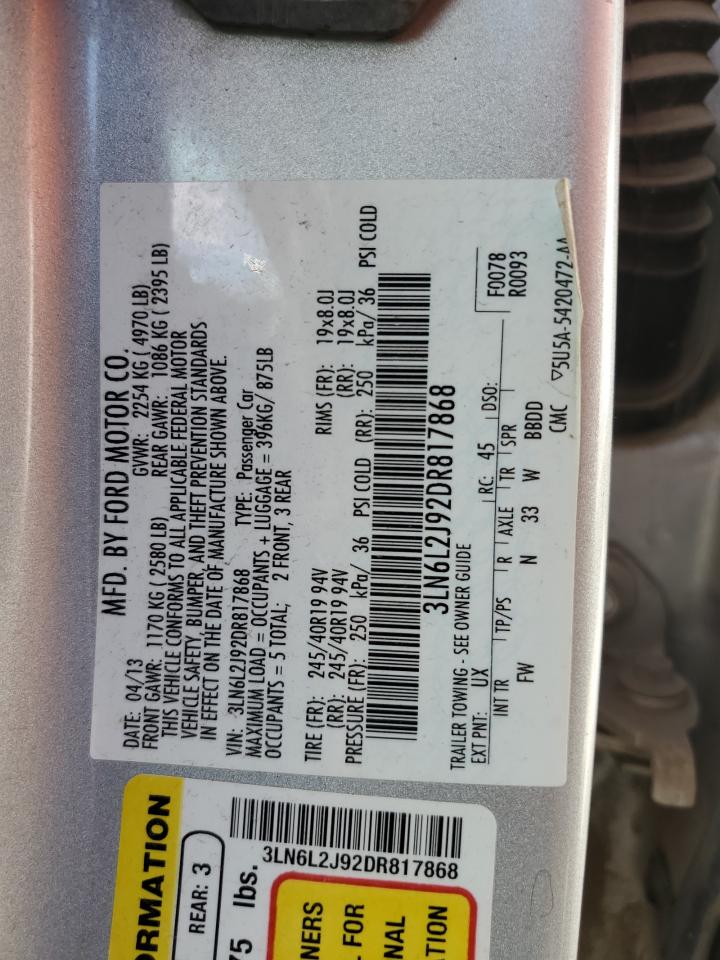 MFD. BY FORD MOTOR CO.
DATE: 04/13 GVWR: 2254 KG ( 4970 LB)
FRONT GAWR: 1170 KG ( 2580 LB) REAR GAWR: 1086 KG ( 2395 LB)
THIS VEHICLE CONFORMS TO ALL APPLICABLE FEDERAL MOTOR
VEHICLE SAFETY, BUMPER, AND THEFT PREVENTION STANDARDS
IN EFFECT ON THE DATE OF MANUFACTURE SHOWN ABOVE.
VIN: 3LN6L2J92DR817868 TYPE: Passenger Car
MAXIMUM LOAD = OCCUPANTS + LUGGAGE = 396KG/ 875LB
OCCUPANTS = 5 TOTAL; 2 FRONT, 3 REAR
TIRE (FR): 245/40R19 94V RIMS (FR): 19x8.0J
(RR): 245/40R19 94V (RR): 19x8.0J
PRESSURE (FR): 250 kPa/ 36 PSI COLD (RR): 250 kPa/ 36 PSI COLD
3LN6L2J92DR817868
TRAILER TOWING - SEE OWNER GUIDE
EXT PNT: UX RC: 45 DSO: F0078
R0093
INT TR TP/PS R AXLE TR SPR
FW N 33 W BBDD
CMC ▽5U5A-5420472-AA
ORMATION
REAR: 3
75 lbs.
3LN6L2J92DR817868
NERS
L FOR
NAL
TION